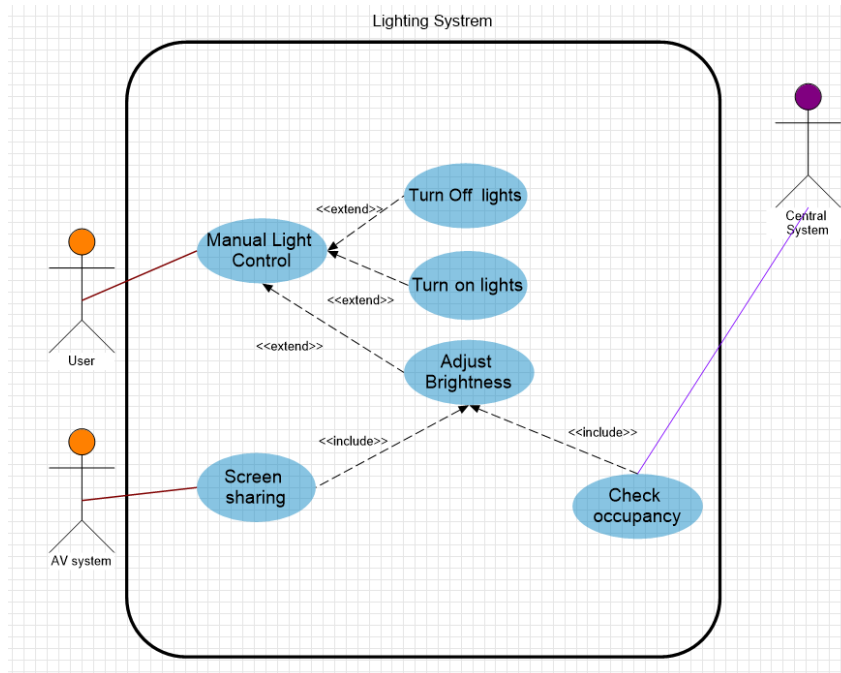 Lighting Systrem
Turn Off lights
<<extend>>
Manual Light
Control
Central
System
Turn on lights
<<extend>>
User
<<extend>>
Adjust
Brightness
<<include>>
<<include>>
Screen
sharing
Check
occupancy
AV system